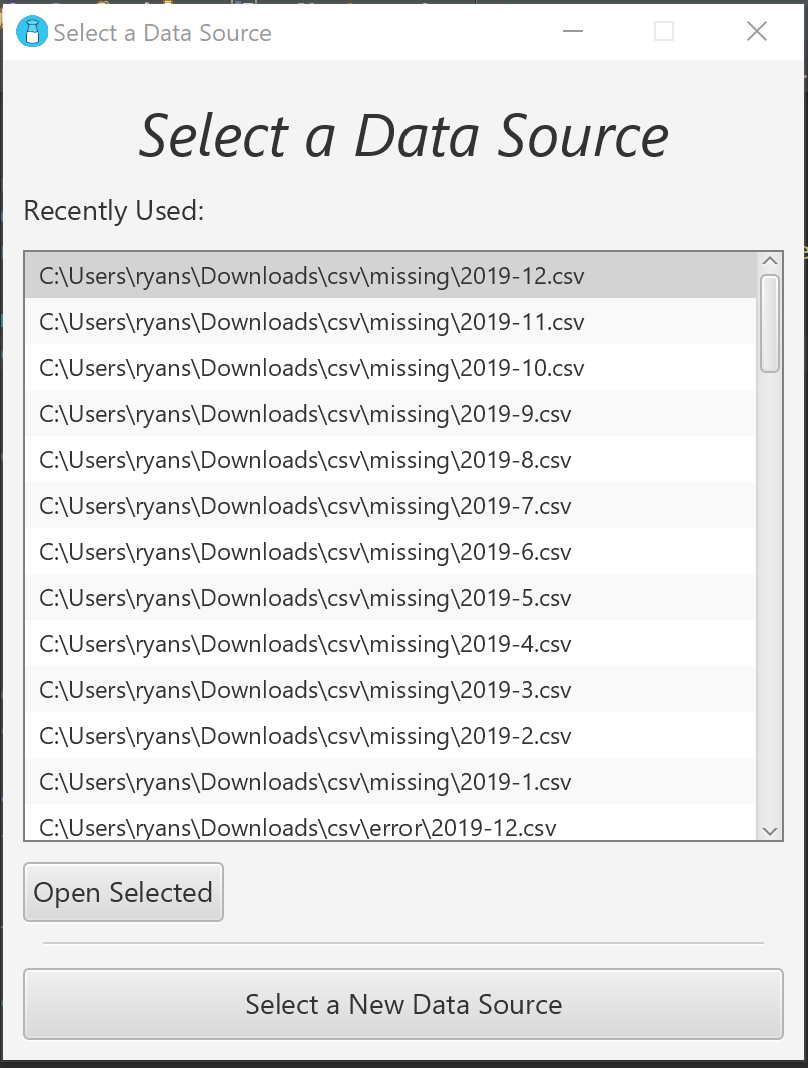 Select a Data Source
Select a Data Source
Recently Used:
C:\Users\ryans\Downloads\csv\missing\2019-12.csv
C:\Users\ryans\Downloads\csv\missing\2019-11.csv
C:\Users\ryans\Downloads\csv\missing\2019-10.csv
C:\Users\ryans\Downloads\csv\missing\2019-9.csv
C:\Users\ryans\Downloads\csv\missing\2019-8.csv
C:\Users\ryans\Downloads\csv\missing\2019-7.csv
C:\Users\ryans\Downloads\csv\missing\2019-6.csv
C:\Users\ryans\Downloads\csv\missing\2019-5.csv
C:\Users\ryans\Downloads\csv\missing\2019-4.csv
C:\Users\ryans\Downloads\csv\missing\2019-3.csv
C:\Users\ryans\Downloads\csv\missing\2019-2.csv
C:\Users\ryans\Downloads\csv\missing\2019-1.csv
C:\Users\ryans\Downloads\csv\error\2019-12.csv
Open Selected
Select a New Data Source